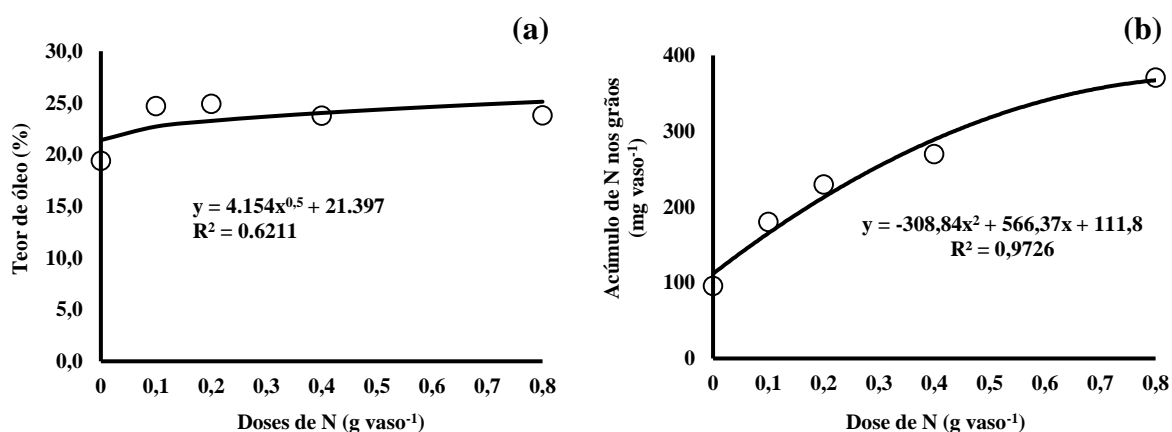 (a)
30,0
25,0
20,0
15,0
10,0
5,0
0,0
Teor de óleo (%)
y = 4.154x^0,5 + 21.397
R² = 0.6211
0 0,1 0,2 0,3 0,4 0,5 0,6 0,7 0,8
Doses de N (g vaso⁻¹)
(b)
400
300
200
100
0
Acúmulo de N nos grãos
(mg vaso⁻¹)
y = -308,84x² + 566,37x + 111,8
R² = 0,9726
0 0,1 0,2 0,3 0,4 0,5 0,6 0,7 0,8
Dose de N (g vaso⁻¹)